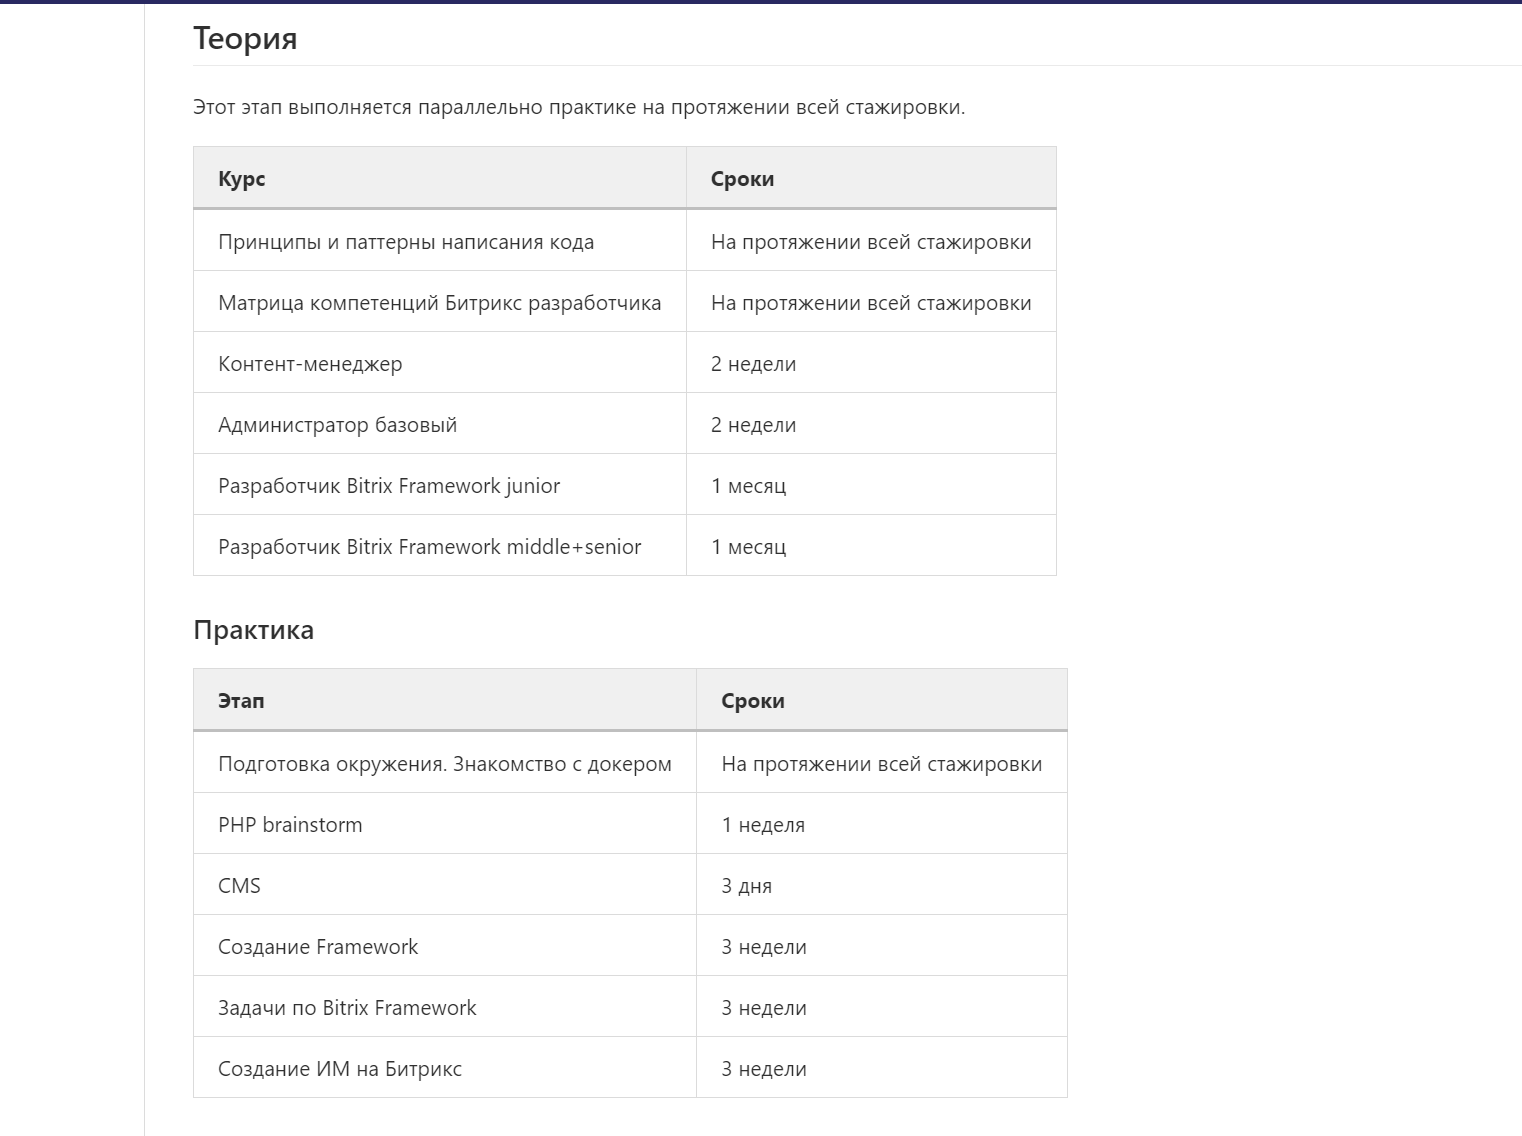 Теория
Этот этап выполняется параллельно практике на протяжении всей стажировки.
Курс Сроки
Принципы и паттерны написания кода На протяжении всей стажировки
Матрица компетенций Битрикс разработчика На протяжении всей стажировки
Контент-менеджер 2 недели
Администратор базовый 2 недели
Разработчик Bitrix Framework junior 1 месяц
Разработчик Bitrix Framework middle+senior 1 месяц
Практика
Этап Сроки
Подготовка окружения. Знакомство с докером На протяжении всей стажировки
PHP brainstorm 1 неделя
CMS 3 дня
Создание Framework 3 недели
Задачи по Bitrix Framework 3 недели
Создание ИМ на Битрикс 3 недели